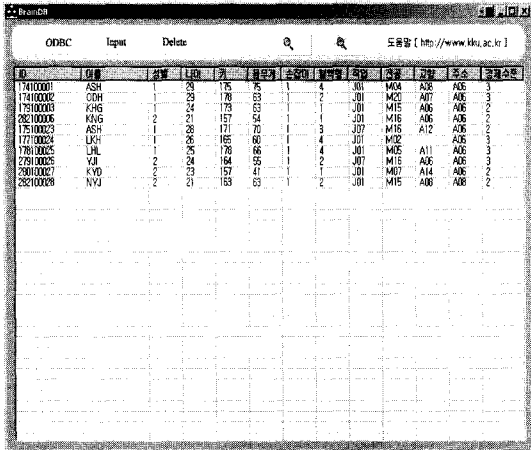 BrainDB
ODBC Input Delete 도움말 [ http://www.kku.ac.kr ]
ID 이름 성별 나이 키 몸무게 손잡이 혈액형 직업 전공 고향 주소 경제수준
174100001 ASH 1 29 175 75 1 4 J01 M04 A08 A06 3
174100002 ODH 1 29 178 63 1 2 J01 M20 A07 A06 3
179100003 KHG 1 24 173 63 1 1 J01 M15 A06 A06 2
282100006 KNG 2 21 157 54 1 1 J01 M16 A06 A06 2
175100023 ASH 1 28 171 70 1 3 J07 M16 A12 A06 2
177100024 LKH 1 26 165 60 1 4 J01 M02 A06 3
178100025 LHL 1 25 178 66 1 4 J01 M05 A11 A06 3
279100026 YJI 2 24 164 55 1 2 J07 M16 A06 A06 3
280100027 KYD 2 23 157 41 1 1 J01 M07 A14 A06 2
282100028 NYJ 2 21 163 63 1 2 J01 M15 A06 A08 2